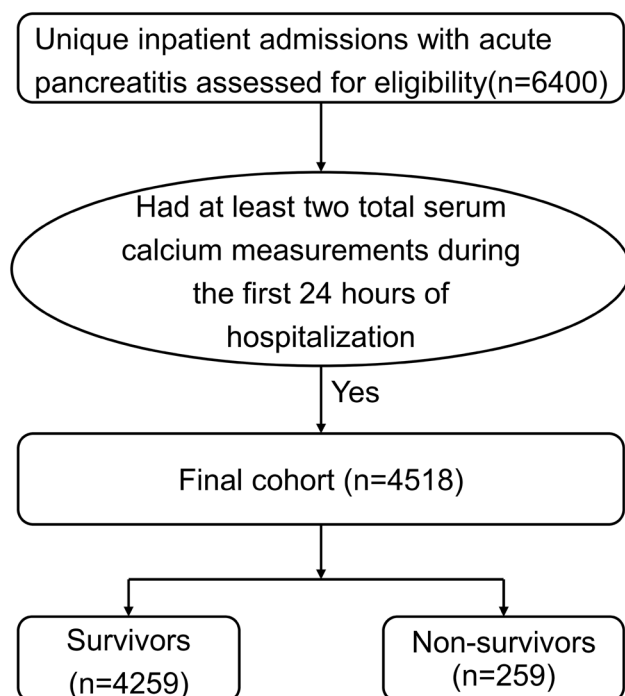 Unique inpatient admissions with acute
pancreatitis assessed for eligibility(n=6400)
Had at least two total serum
calcium measurements during
the first 24 hours of
hospitalization
Yes
Final cohort (n=4518)
Survivors
(n=4259)
Non-survivors
(n=259)